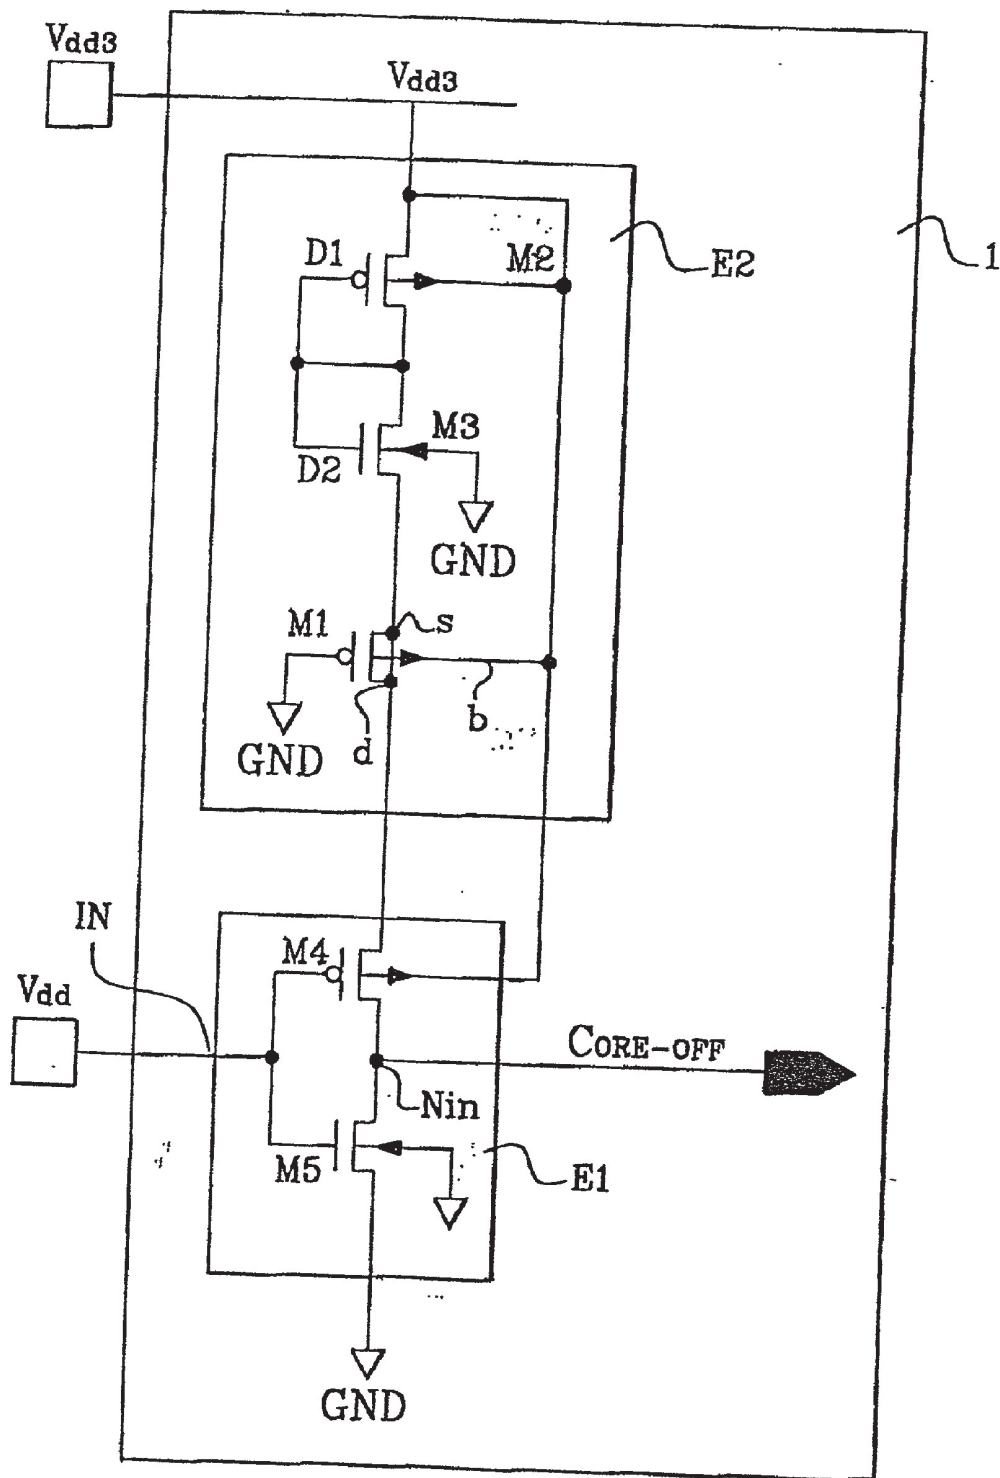 Vdd3
Vdd3
1
E2
D1
M2
M3
D2
GND
M1
s
b
GND
d
IN
M4
Vdd
CORE-OFF
Nin
M5
E1
GND